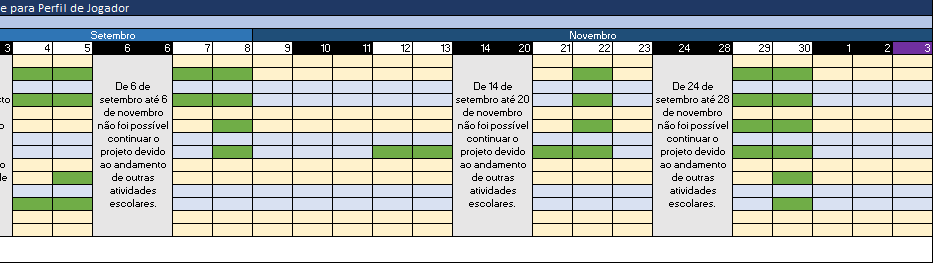 e para Perfil de Jogador
Setembro
Novembro
3 4 5 6 6 7 8 9 10 11 12 13 14 20 21 22 23 24 28 29 30 1 2 3
De 6 de
setembro até 6
de novembro
não foi possível
continuar o
projeto devido
ao andamento
de outras
atividades
escolares.
De 14 de
setembro até 20
de novembro
não foi possível
continuar o
projeto devido
ao andamento
de outras
atividades
escolares.
De 24 de
setembro até 28
de novembro
não foi possível
continuar o
projeto devido
ao andamento
de outras
atividades
escolares.